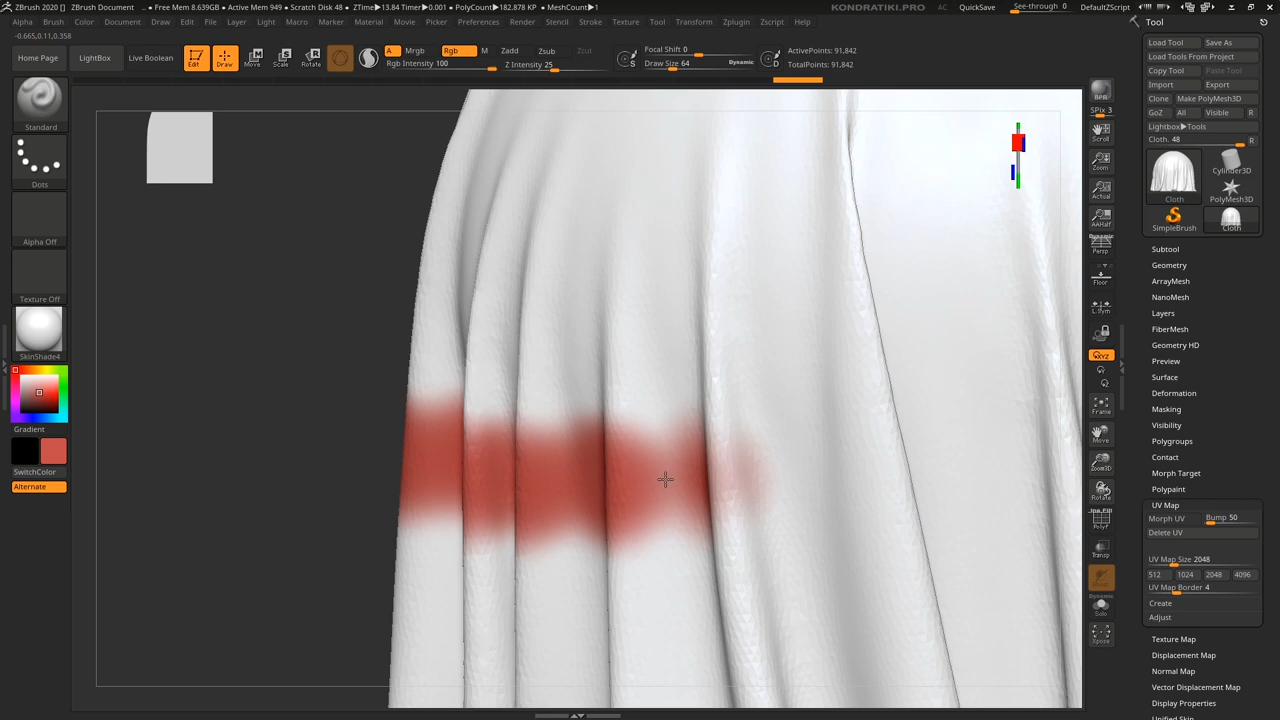 ZBrush 2020 [] ZBrush Document .. ● Free Mem 8.639GB ● Active Mem 949 ● Scratch Disk 48 ● ZTime▶13.84 Timer▶0.001 ● PolyCount▶182,878 KP ● MeshCount▶1 KONDRATIKI.PRO AC QuickSave See-through 0 DefaultZScript
Alpha Brush Color Document Draw Edit File Layer Light Macro Marker Material Movie Picker Preferences Render Stencil Stroke Texture Tool Transform Zplugin Zscript Help
-0.665,0.11,0.358
Home Page LightBox Live Boolean Edit Draw Move Scale Rotate
A Mrgb Rgb M Zadd Zsub Zcut
Rgb Intensity 100 Z Intensity 25
S Focal Shift 0 D
Draw Size 64 Dynamic
ActivePoints: 91,842
TotalPoints: 91,842
Standard
Dots
Alpha Off
Texture Off
SkinShade4
Gradient
SwitchColor
Alternate
BPR
SPix 3
Scroll
Zoom
Actual
AAHalf
Dynamic
Persp
Floor
L.Sym
XYZ
Frame
Move
Zoom3D
Rotate
Line Fill
PolyF
Transp
Dynamic
Solo
Xpose
Tool
Load Tool Save As
Load Tools From Project
Copy Tool Paste Tool
Import Export
Clone Make PolyMesh3D
GoZ All Visible R
Lightbox▶Tools
Cloth. 48 R
Cloth Cylinder3D
PolyMesh3D
SimpleBrush Cloth
Subtool
Geometry
ArrayMesh
NanoMesh
Layers
FiberMesh
Geometry HD
Preview
Surface
Deformation
Masking
Visibility
Polygroups
Contact
Morph Target
Polypaint
UV Map
Morph UV Bump 50
Delete UV
UV Map Size 2048
512 1024 2048 4096
UV Map Border 4
Create
Adjust
Texture Map
Displacement Map
Normal Map
Vector Displacement Map
Display Properties
Unified Skin